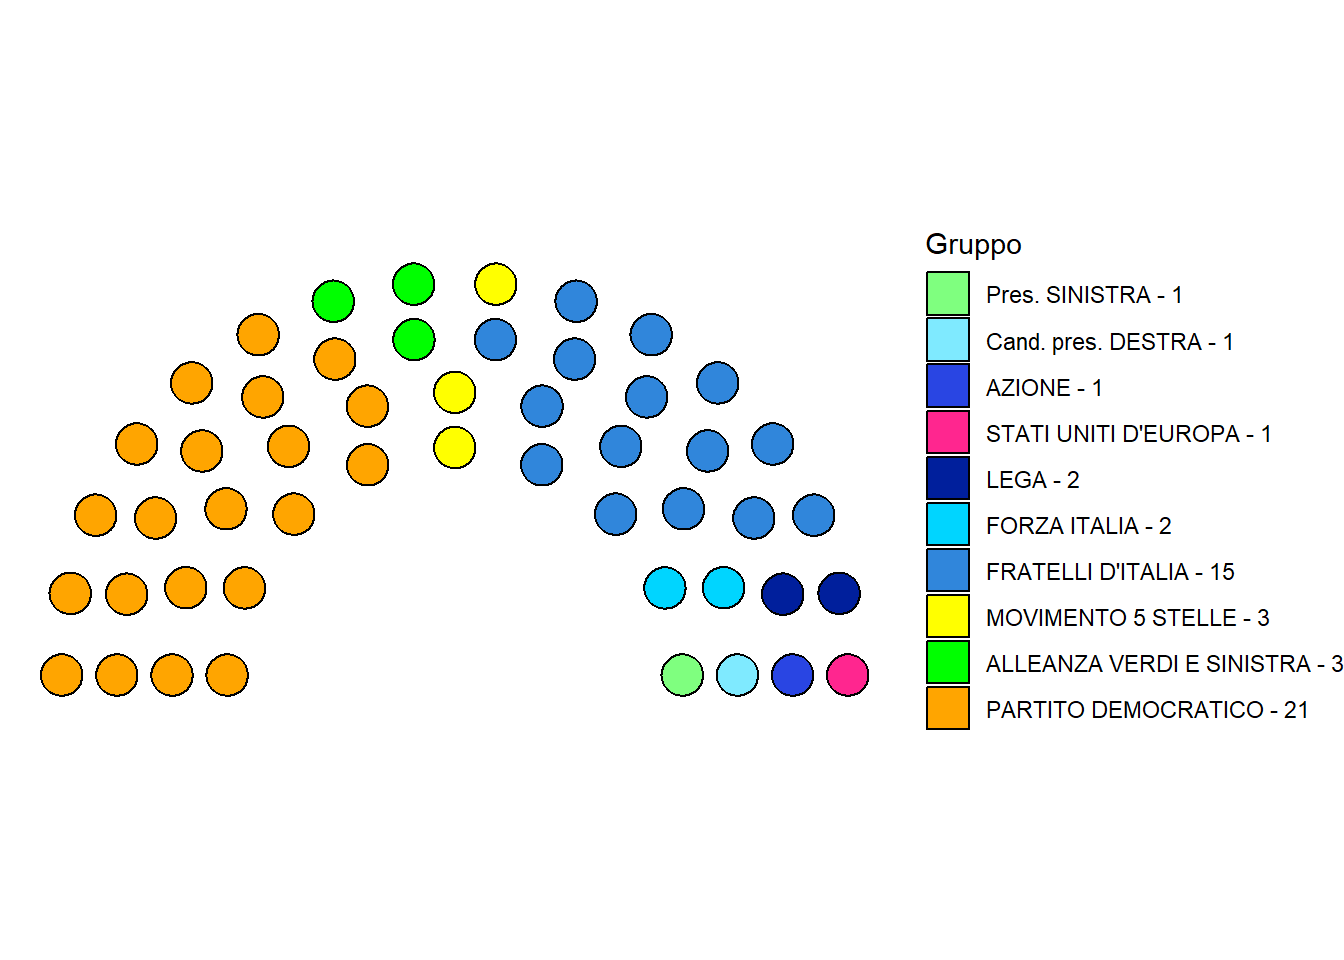 Gruppo
Pres. SINISTRA - 1
Cand. pres. DESTRA - 1
AZIONE - 1
STATI UNITI D'EUROPA - 1
LEGA - 2
FORZA ITALIA - 2
FRATELLI D'ITALIA - 15
MOVIMENTO 5 STELLE - 3
ALLEANZA VERDI E SINISTRA - 3
PARTITO DEMOCRATICO - 21